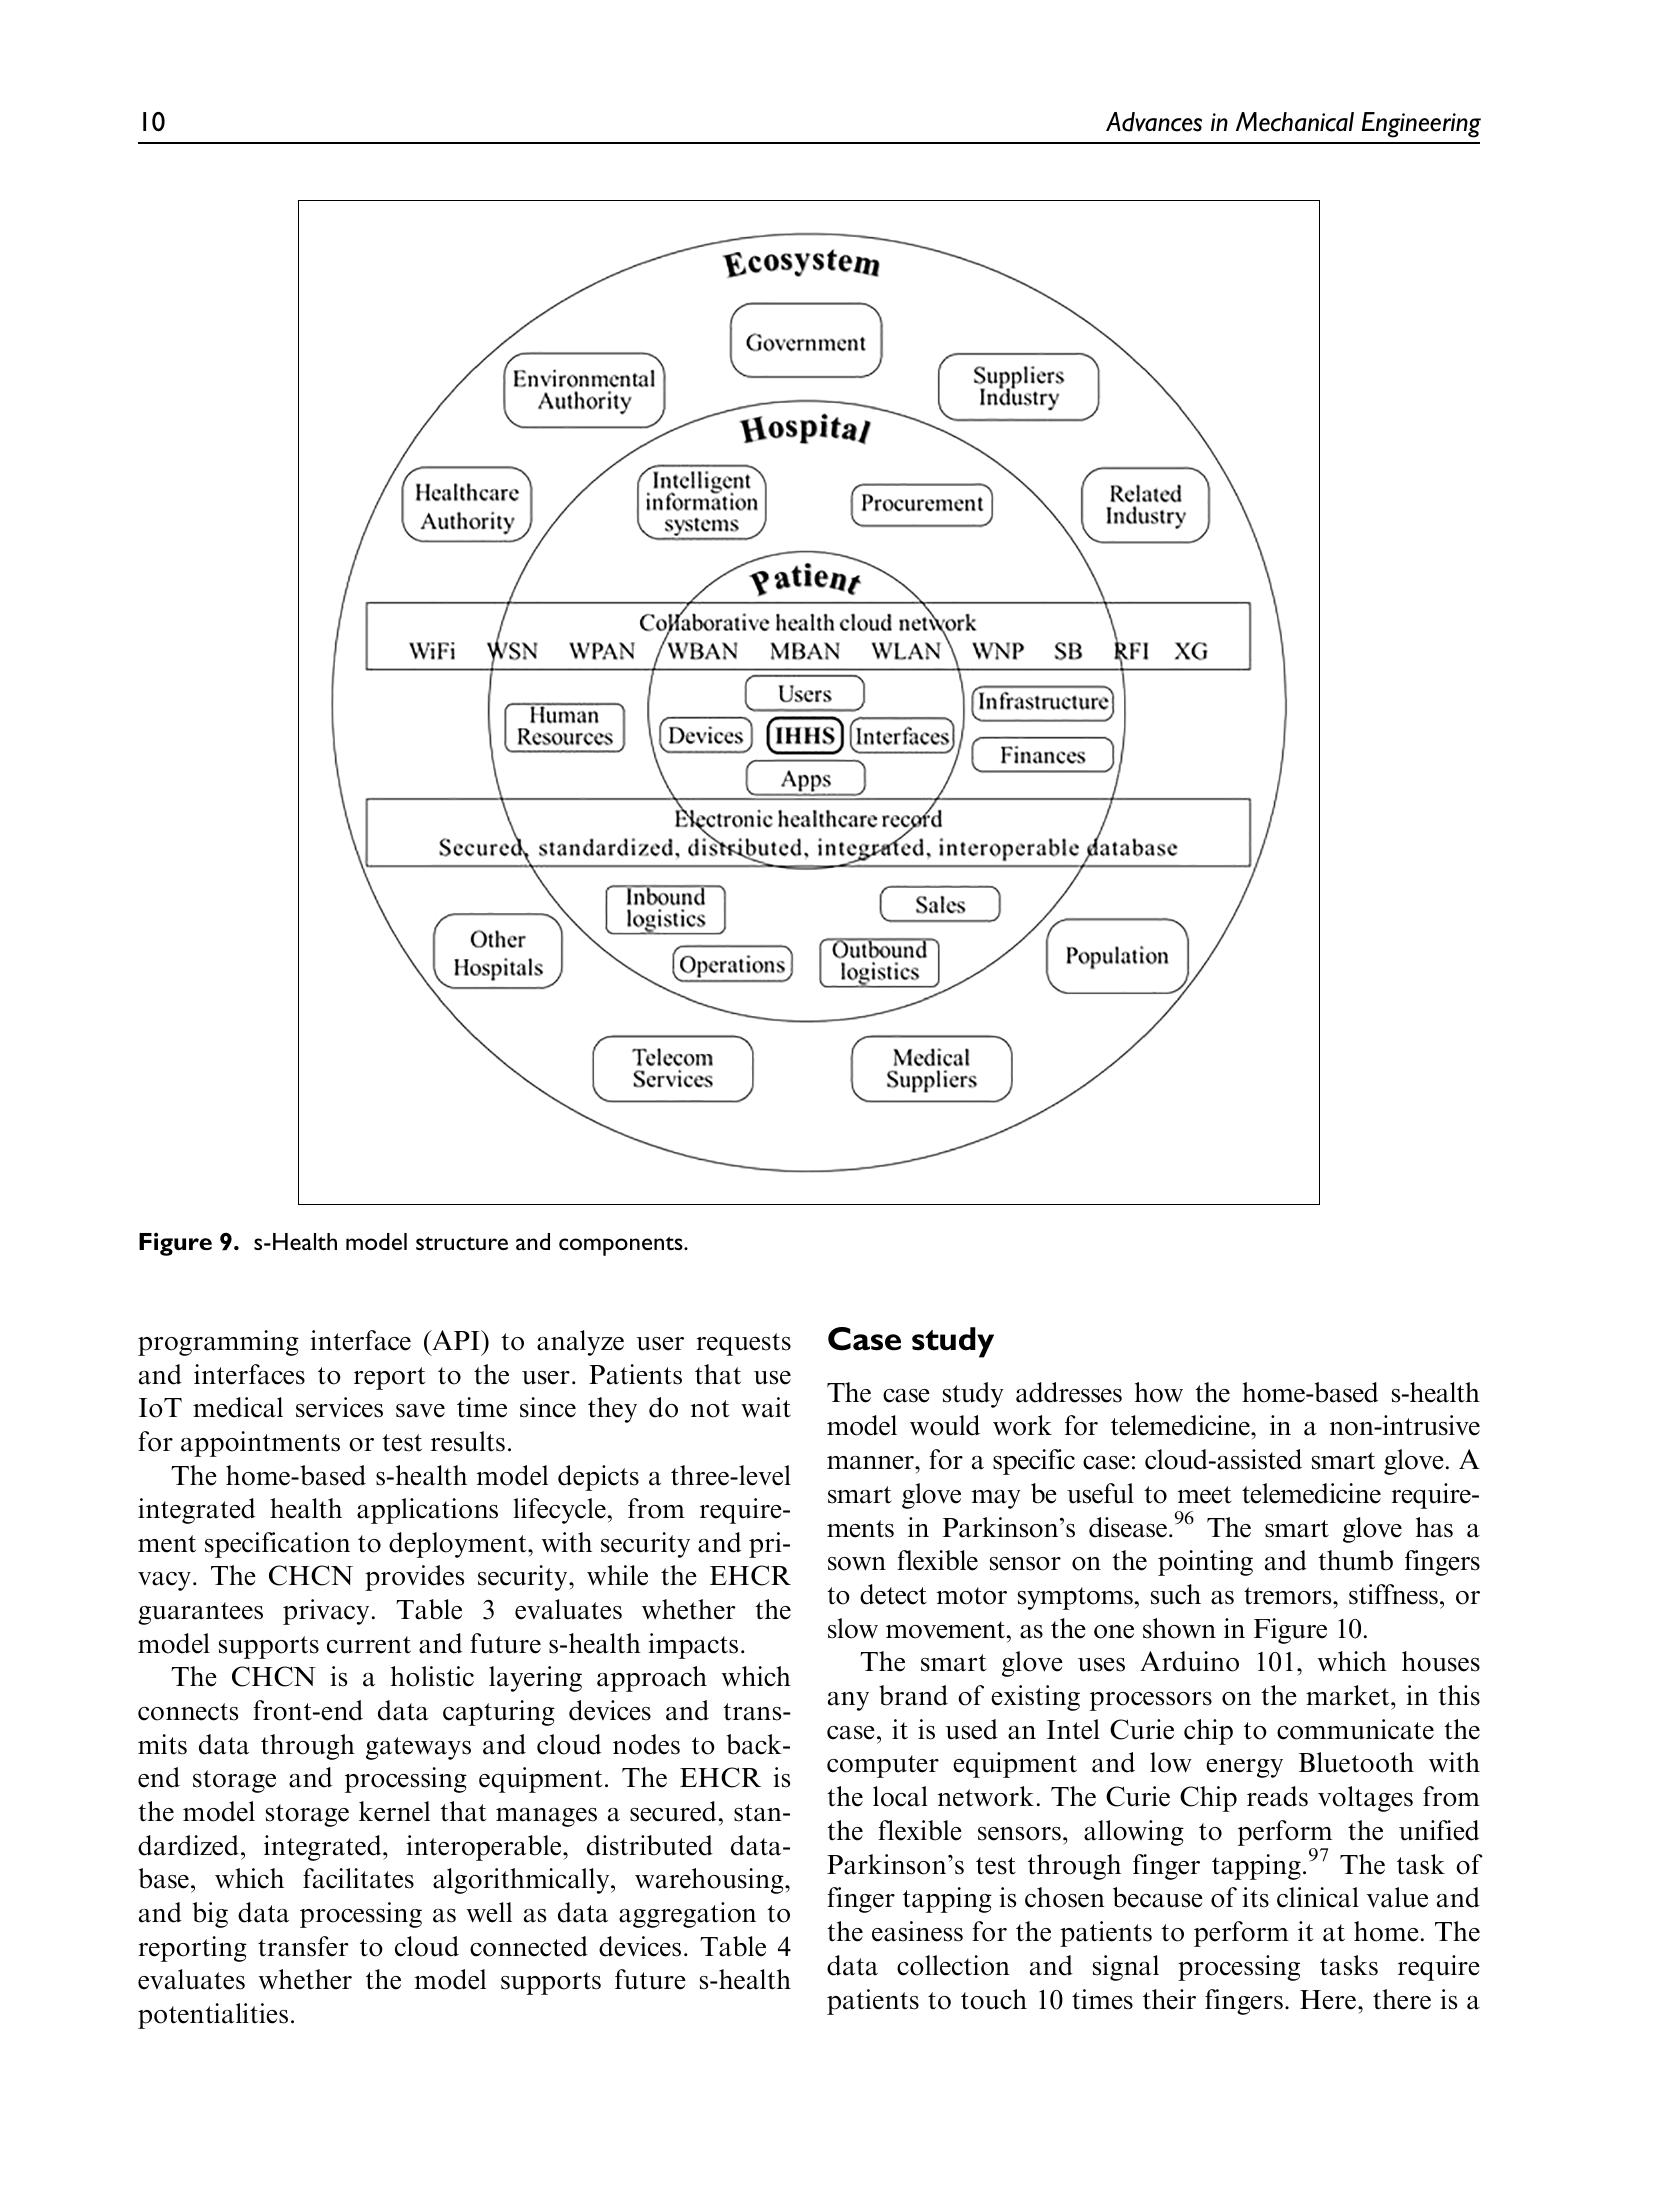 10
Advances in Mechanical Engineering
Ecosystem
Government
Environmental
Authority
Suppliers
Industry
Hospital
Healthcare
Authority
Intelligent
information
systems
Procurement
Related
Industry
Patient
Collaborative health cloud network
WiFi WSN WPAN WBAN MBAN WLAN WNP SB RFI XG
Users
Infrastructure
Human
Resources
Devices
IHHS
Interfaces
Finances
Apps
Electronic healthcare record
Secured, standardized, distributed, integrated, interoperable database
Inbound
logistics
Sales
Other
Hospitals
Operations
Outbound
logistics
Population
Telecom
Services
Medical
Suppliers
Figure 9. s-Health model structure and components.
programming interface (API) to analyze user requests
and interfaces to report to the user. Patients that use
IoT medical services save time since they do not wait
for appointments or test results.
The home-based s-health model depicts a three-level
integrated health applications lifecycle, from require-
ment specification to deployment, with security and pri-
vacy. The CHCN provides security, while the EHCR
guarantees privacy. Table 3 evaluates whether the
model supports current and future s-health impacts.
The CHCN is a holistic layering approach which
connects front-end data capturing devices and trans-
mits data through gateways and cloud nodes to back-
end storage and processing equipment. The EHCR is
the model storage kernel that manages a secured, stan-
dardized, integrated, interoperable, distributed data-
base, which facilitates algorithmically, warehousing,
and big data processing as well as data aggregation to
reporting transfer to cloud connected devices. Table 4
evaluates whether the model supports future s-health
potentialities.
Case study
The case study addresses how the home-based s-health
model would work for telemedicine, in a non-intrusive
manner, for a specific case: cloud-assisted smart glove. A
smart glove may be useful to meet telemedicine require-
ments in Parkinson's disease.96 The smart glove has a
sown flexible sensor on the pointing and thumb fingers
to detect motor symptoms, such as tremors, stiffness, or
slow movement, as the one shown in Figure 10.
The smart glove uses Arduino 101, which houses
any brand of existing processors on the market, in this
case, it is used an Intel Curie chip to communicate the
computer equipment and low energy Bluetooth with
the local network. The Curie Chip reads voltages from
the flexible sensors, allowing to perform the unified
Parkinson's test through finger tapping.97 The task of
finger tapping is chosen because of its clinical value and
the easiness for the patients to perform it at home. The
data collection and signal processing tasks require
patients to touch 10 times their fingers. Here, there is a